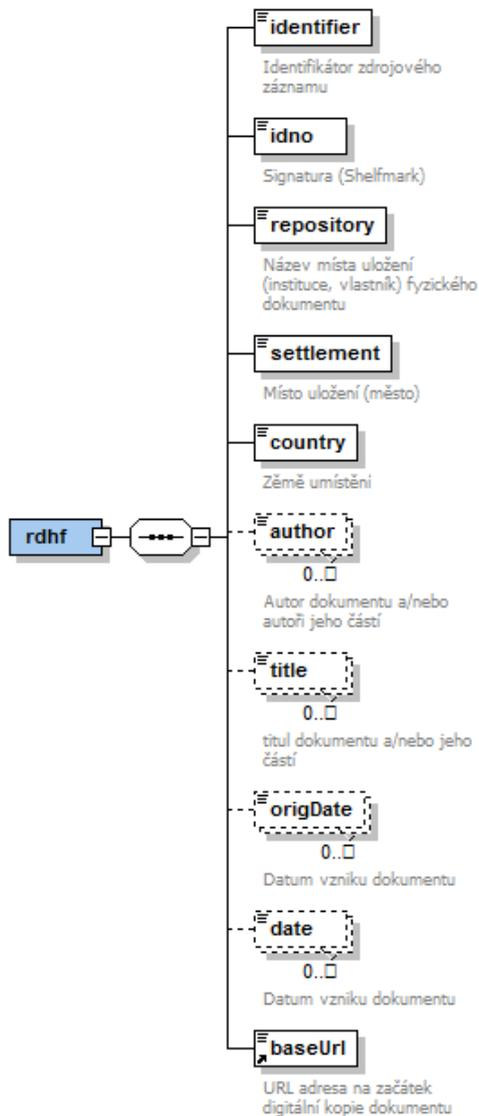 identifier
Identifikátor zdrojového
záznamu
idno
Signatura (Shelfmark)
repository
Název místa uložení
(instituce, vlastník) fyzického
dokumentu
settlement
Místo uložení (město)
country
Země umístění
rdhf
author
0..□
Autor dokumentu a/nebo
autoři jeho částí
title
0..□
titul dokumentu a/nebo jeho
částí
origDate
0..□
Datum vzniku dokumentu
date
0..□
Datum vzniku dokumentu
baseUrl
URL adresa na začátek
digitální kopie dokumentu